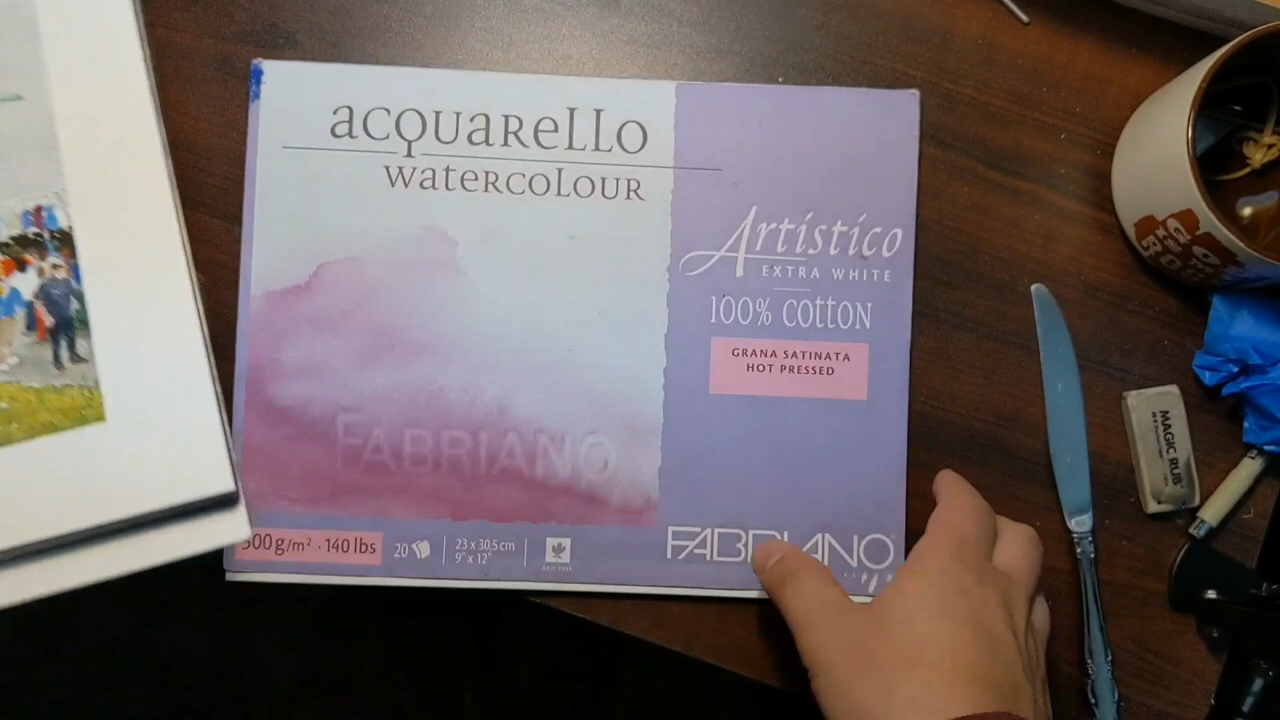 acquarello
watercolour
Artistico
EXTRA WHITE
100% cotton
GRANA SATINATA
HOT PRESSED
FABRIANO
300g/m² · 140 lbs
20
23 x 30,5 cm
9" x 12"
FABRIANO
MAGIC RUB